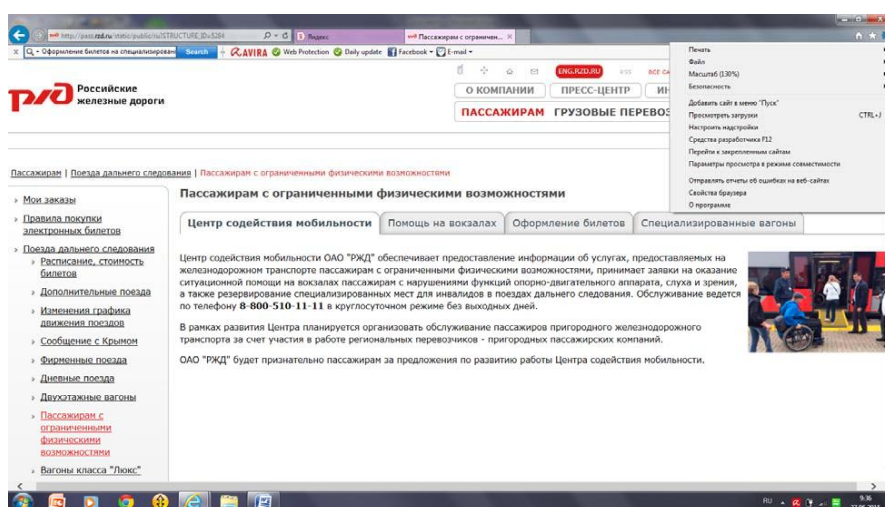 http://pass.rzd.ru/static/public/ru?STRUCTURE_ID=5284
Яндекс
Пассажирам с ограничен...
Оформление билетов на специализирован
Search
AVIRA
Web Protection
Daily update
Facebook
E-mail
Печать
Файл
Масштаб (130%)
Безопасность
Добавить сайт в меню "Пуск"
Просмотреть загрузки CTRL+J
Настроить надстройки
Средства разработчика F12
Перейти к закрепленным сайтам
Параметры просмотра в режиме совместимости
Отправлять отчеты об ошибках на веб-сайтах
Свойства браузера
О программе
Российские
железные дороги
ENG.RZD.RU
RSS
О КОМПАНИИ
ПРЕСС-ЦЕНТР
ПАССАЖИРАМ
ГРУЗОВЫЕ ПЕРЕВОЗ
Пассажирам | Поезда дальнего следования | Пассажирам с ограниченными физическими возможностями
Мои заказы
Правила покупки
электронных билетов
Поезда дальнего следования
Расписание, стоимость
билетов
Дополнительные поезда
Изменения графика
движения поездов
Сообщение с Крымом
Фирменные поезда
Дневные поезда
Двухэтажные вагоны
Пассажирам с
ограниченными
физическими
возможностями
Вагоны класса "Люкс"
Пассажирам с ограниченными физическими возможностями
Центр содействия мобильности
Помощь на вокзалах
Оформление билетов
Специализированные вагоны
Центр содействия мобильности ОАО "РЖД" обеспечивает предоставление информации об услугах, предоставляемых на
железнодорожном транспорте пассажирам с ограниченными физическими возможностями, принимает заявки на оказание
ситуационной помощи на вокзалах пассажирам с нарушениями функций опорно-двигательного аппарата, слуха и зрения,
а также резервирование специализированных мест для инвалидов в поездах дальнего следования. Обслуживание ведется
по телефону 8-800-510-11-11 в круглосуточном режиме без выходных дней.
В рамках развития Центра планируется организовать обслуживание пассажиров пригородного железнодорожного
транспорта за счет участия в работе региональных перевозчиков - пригородных пассажирских компаний.
ОАО "РЖД" будет признательно пассажирам за предложения по развитию работы Центра содействия мобильности.
RU
9:36